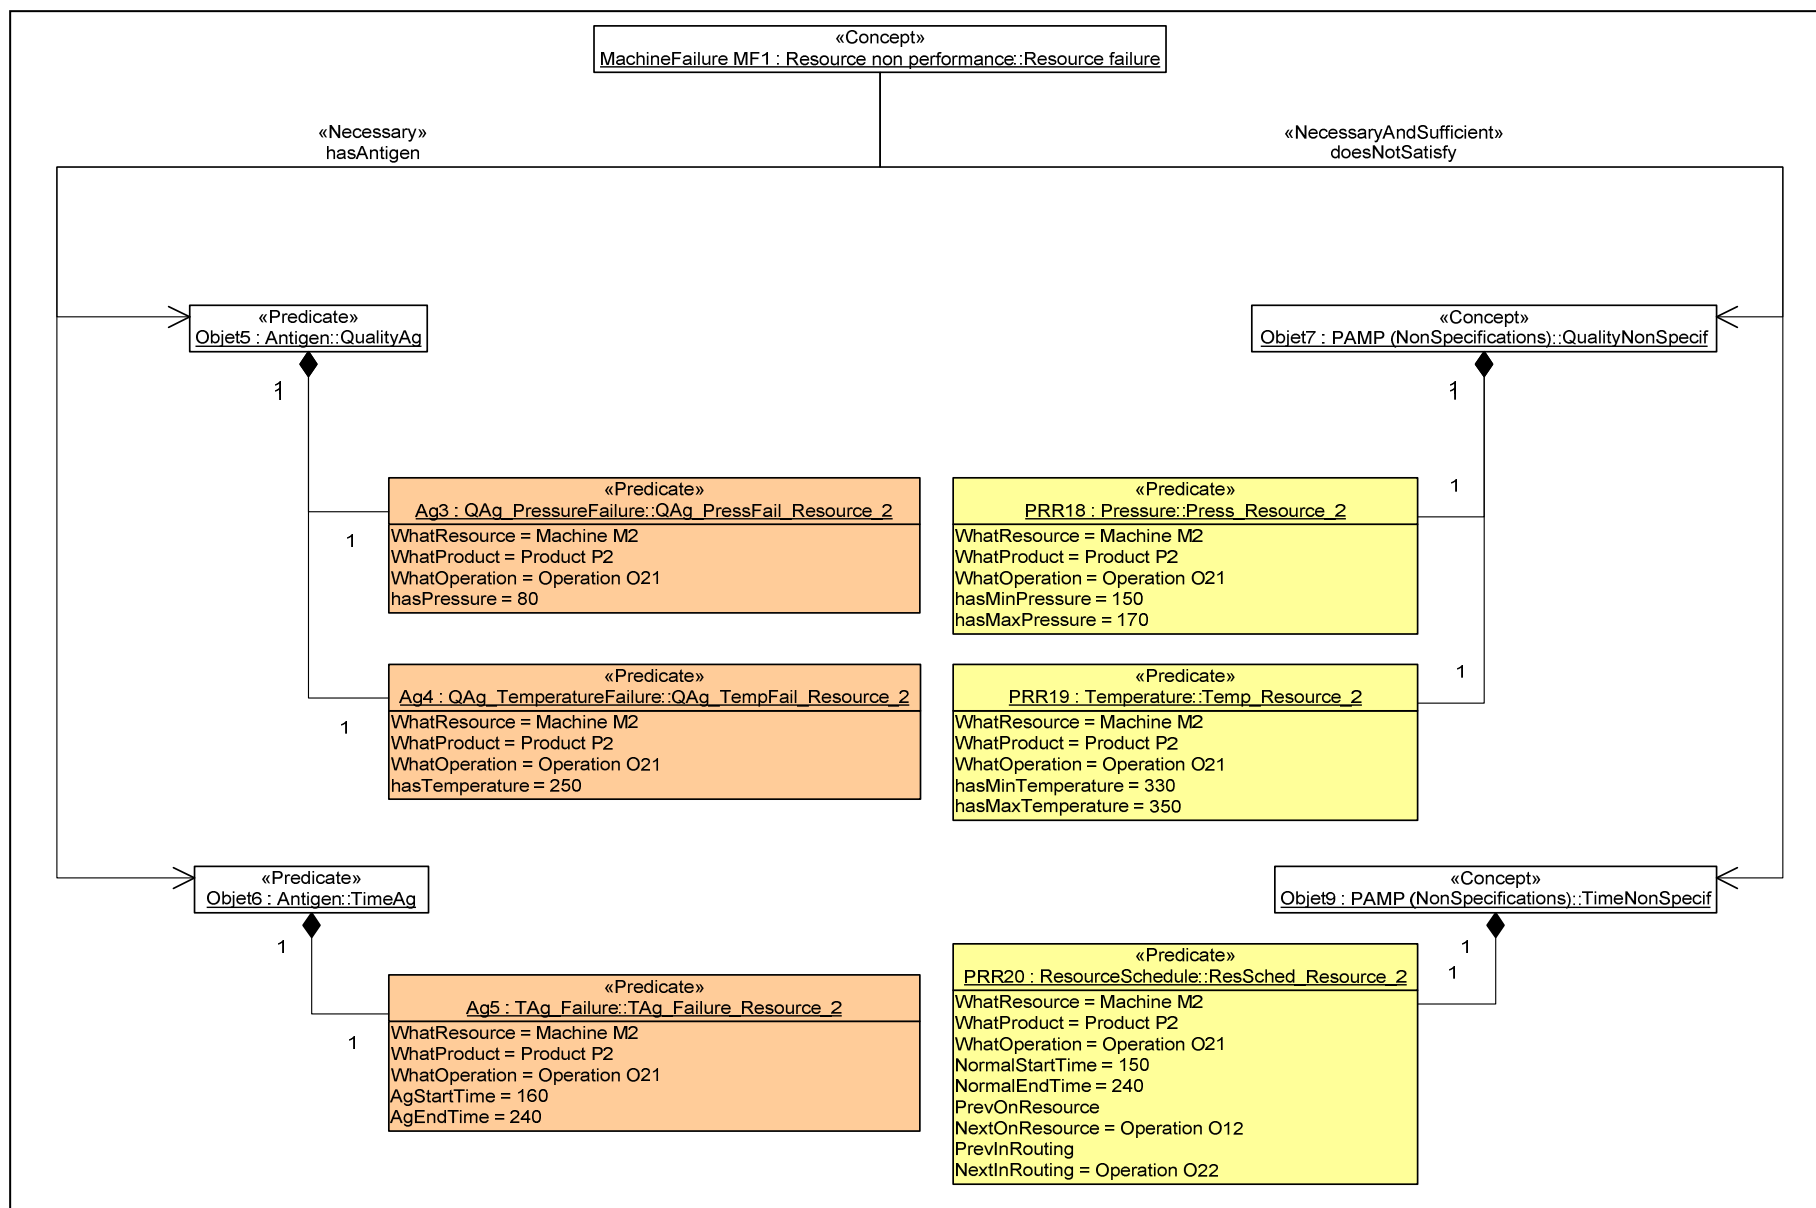 «Concept»
MachineFailure MF1 : Resource non performance::Resource failure
«Necessary»
hasAntigen
«NecessaryAndSufficient»
doesNotSatisfy
«Predicate»
Objet5 : Antigen::QualityAg
1
1
«Concept»
Objet7 : PAMP (NonSpecifications)::QualityNonSpecif
1
1
«Predicate»
Ag3 : QAg_PressureFailure::QAg_PressFail_Resource_2
WhatResource = Machine M2
WhatProduct = Product P2
WhatOperation = Operation O21
hasPressure = 80
1
«Predicate»
PRR18 : Pressure::Press_Resource_2
WhatResource = Machine M2
WhatProduct = Product P2
WhatOperation = Operation O21
hasMinPressure = 150
hasMaxPressure = 170
1
«Predicate»
Ag4 : QAg_TemperatureFailure::QAg_TempFail_Resource_2
WhatResource = Machine M2
WhatProduct = Product P2
WhatOperation = Operation O21
hasTemperature = 250
1
«Predicate»
PRR19 : Temperature::Temp_Resource_2
WhatResource = Machine M2
WhatProduct = Product P2
WhatOperation = Operation O21
hasMinTemperature = 330
hasMaxTemperature = 350
1
«Predicate»
Objet6 : Antigen::TimeAg
1
«Concept»
Objet9 : PAMP (NonSpecifications)::TimeNonSpecif
1
«Predicate»
Ag5 : TAg_Failure::TAg_Failure_Resource_2
WhatResource = Machine M2
WhatProduct = Product P2
WhatOperation = Operation O21
AgStartTime = 160
AgEndTime = 240
1
«Predicate»
PRR20 : ResourceSchedule::ResSched_Resource_2
WhatResource = Machine M2
WhatProduct = Product P2
WhatOperation = Operation O21
NormalStartTime = 150
NormalEndTime = 240
PrevOnResource
NextOnResource = Operation O12
PrevInRouting
NextInRouting = Operation O22
1